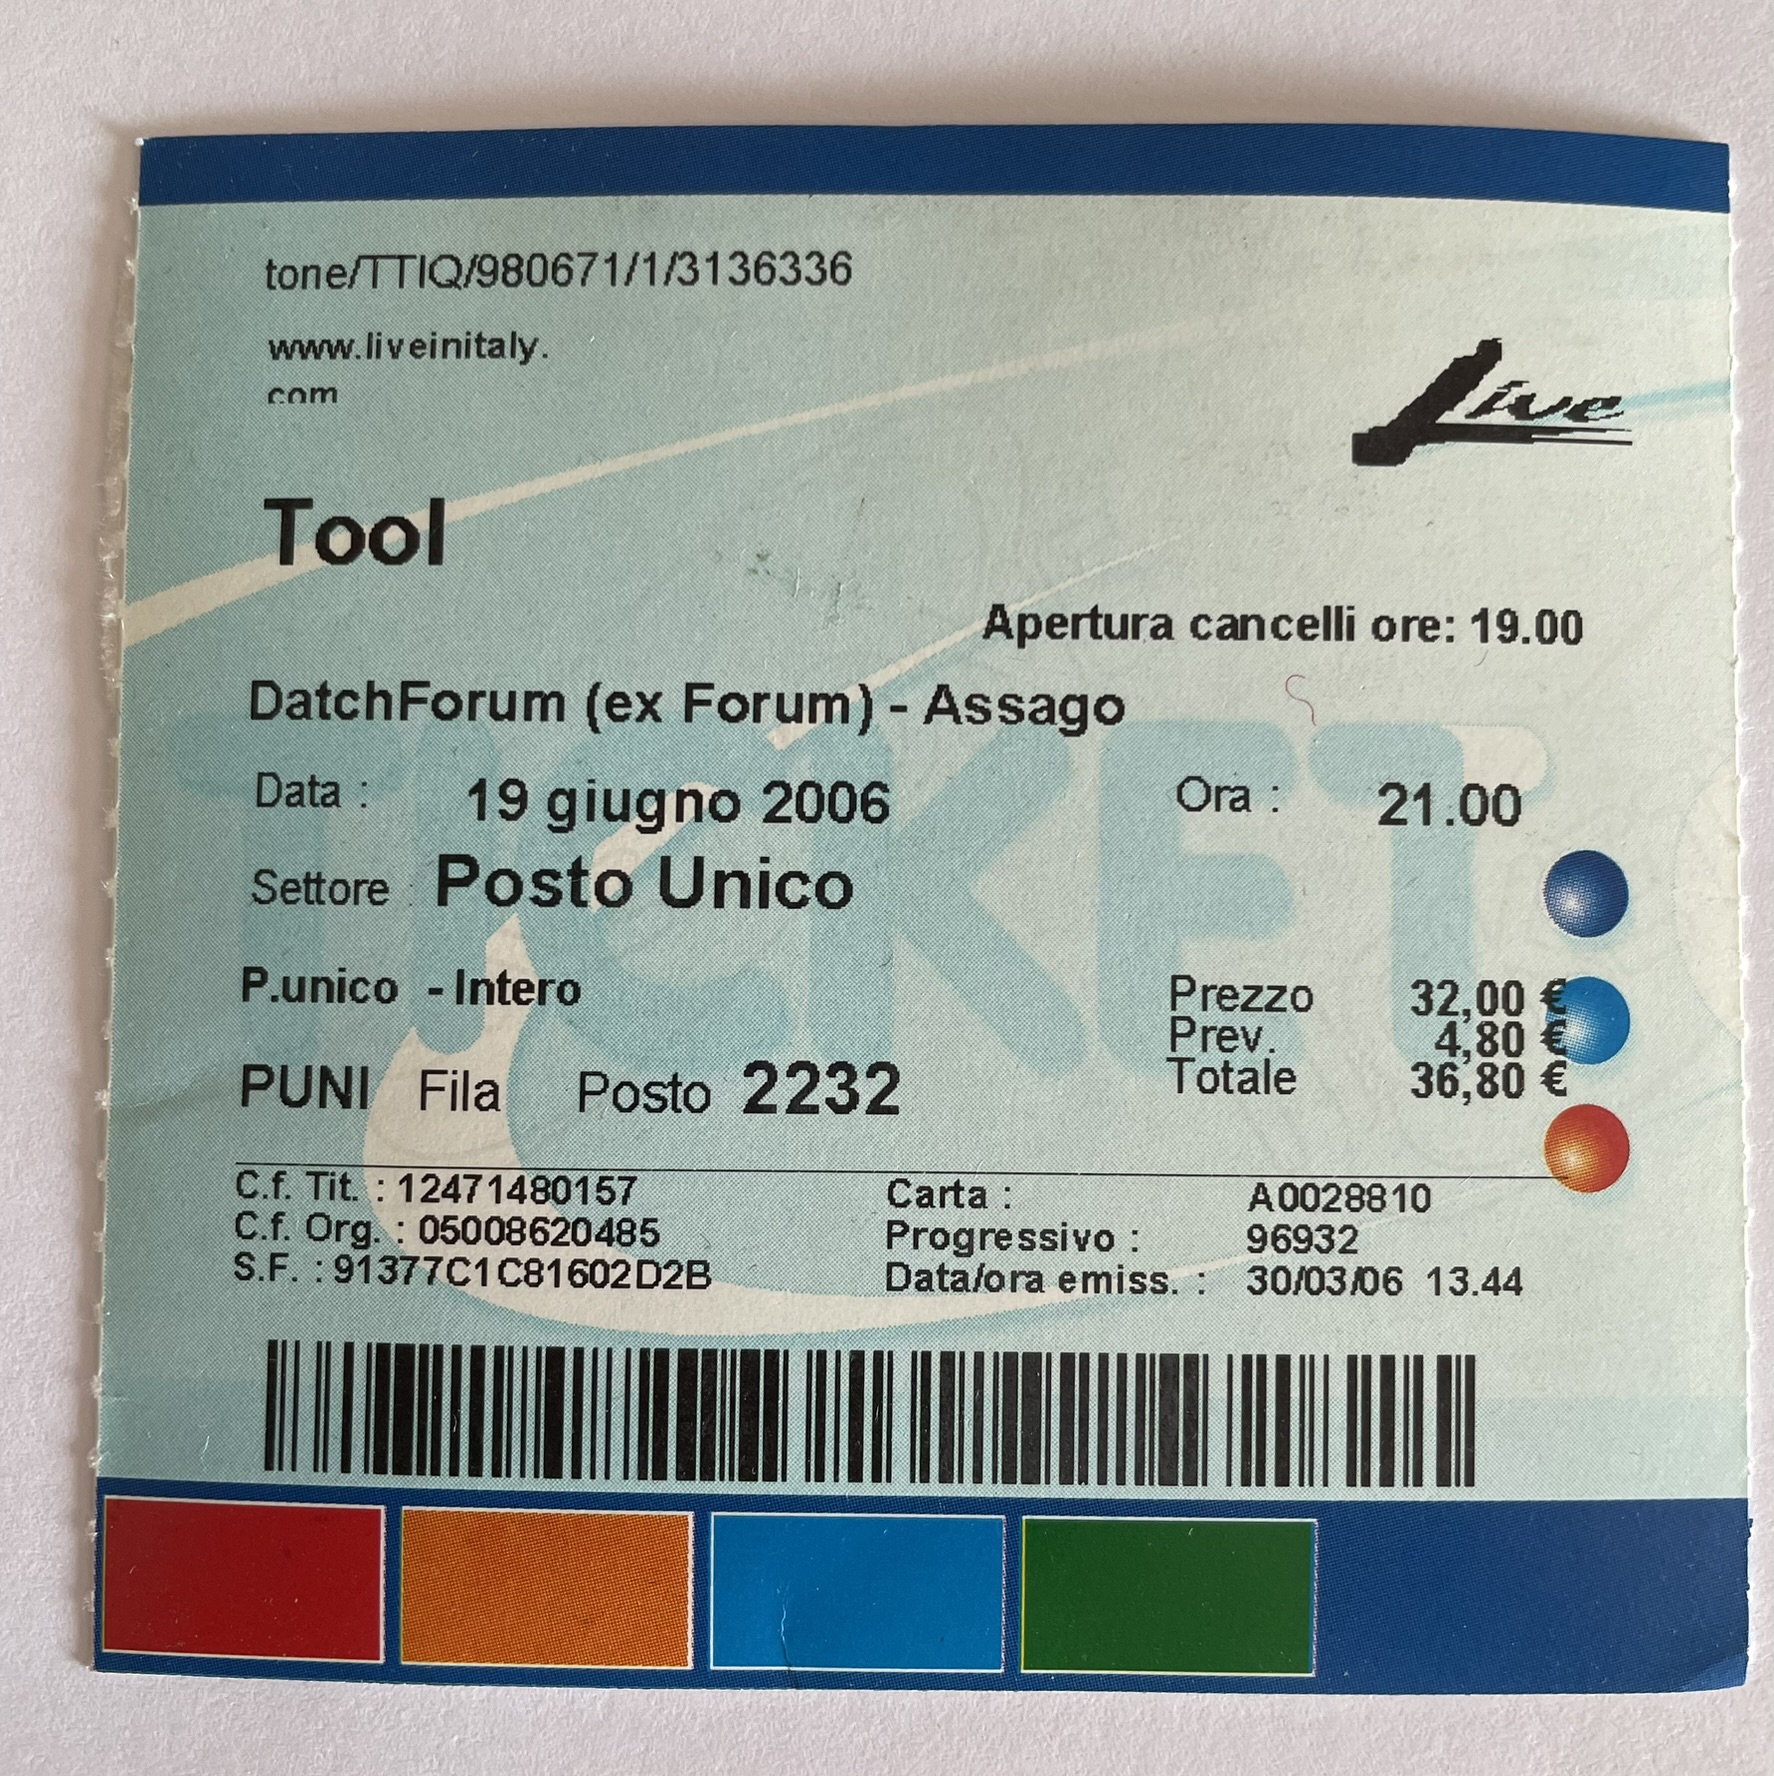 tone/TTIQ/980671/1/3136336
www.liveinitaly.
com
Live
Tool
Apertura cancelli ore: 19.00
DatchForum (ex Forum) - Assago
Data : 19 giugno 2006 Ora : 21.00
Settore : Posto Unico
P.unico - Intero
Prezzo 32,00 €
Prev. 4,80 €
Totale 36,80 €
PUNI Fila Posto 2232
C.f. Tit. : 12471480157
C.f. Org. : 05008620485
S.F. : 91377C1C81602D2B
Carta : A0028810
Progressivo : 96932
Data/ora emiss. : 30/03/06 13.44
TICKET